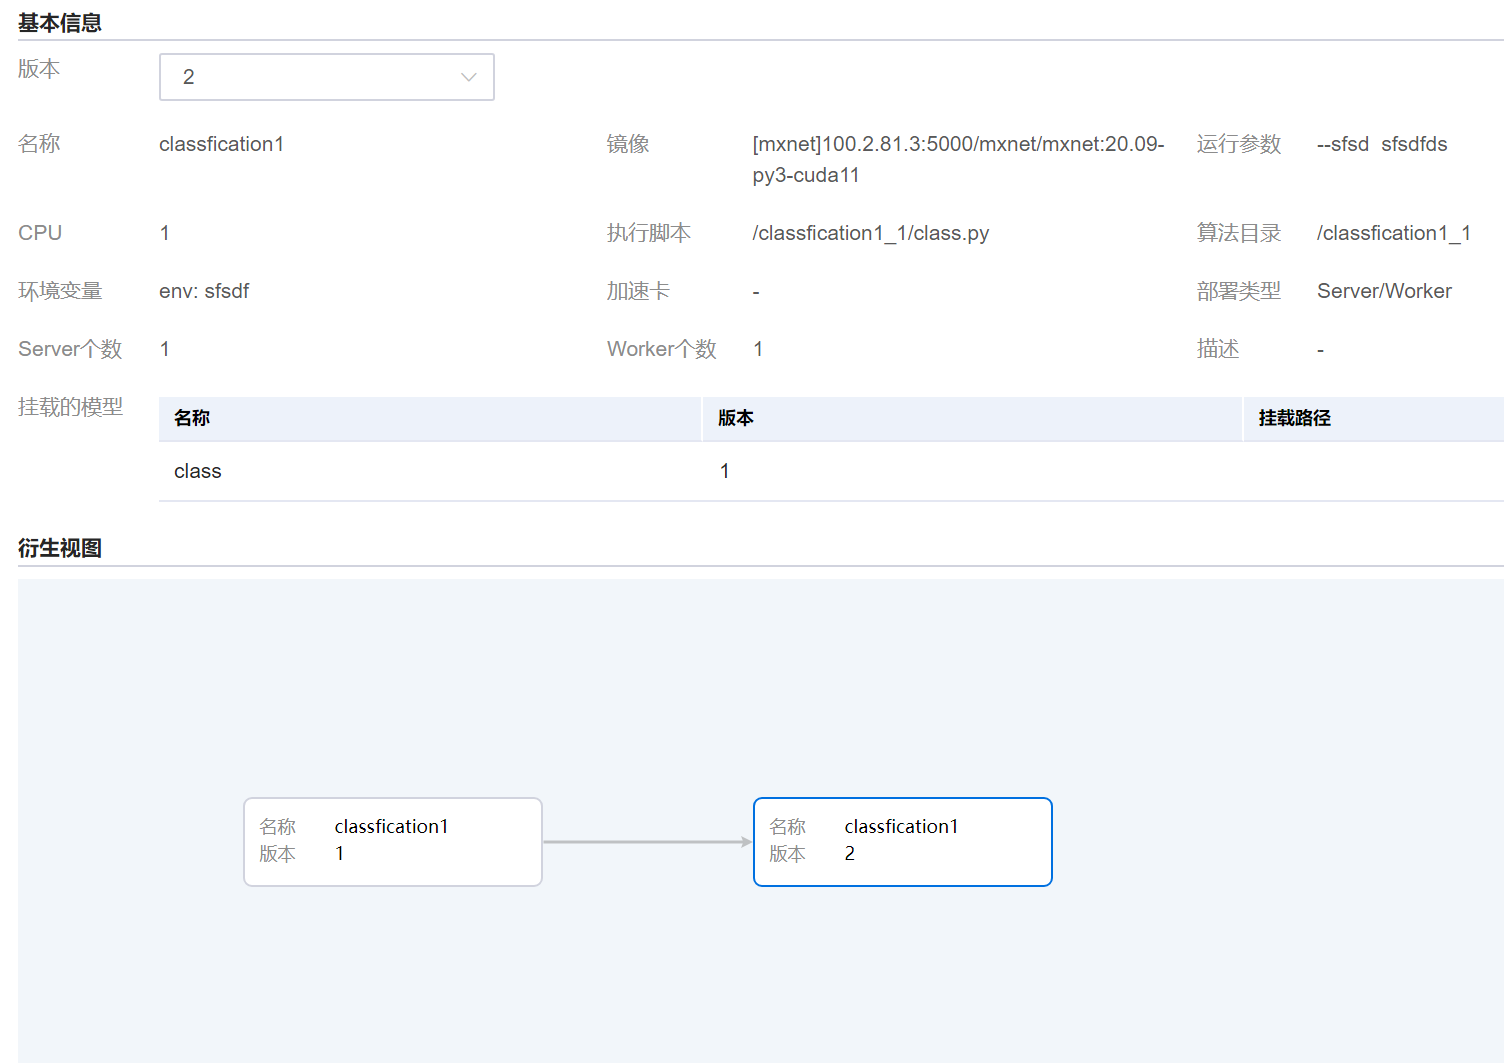 基本信息
版本 2
名称 classfication1 镜像 [mxnet]100.2.81.3:5000/mxnet/mxnet:20.09- 运行参数 --sfsd sfsdfds
py3-cuda11
CPU 1 执行脚本 /classfication1_1/class.py 算法目录 /classfication1_1
环境变量 env: sfsdf 加速卡 - 部署类型 Server/Worker
Server个数 1 Worker个数 1 描述 -
挂载的模型 名称 版本 挂载路径
class 1
衍生视图
名称 classfication1 名称 classfication1
版本 1 版本 2